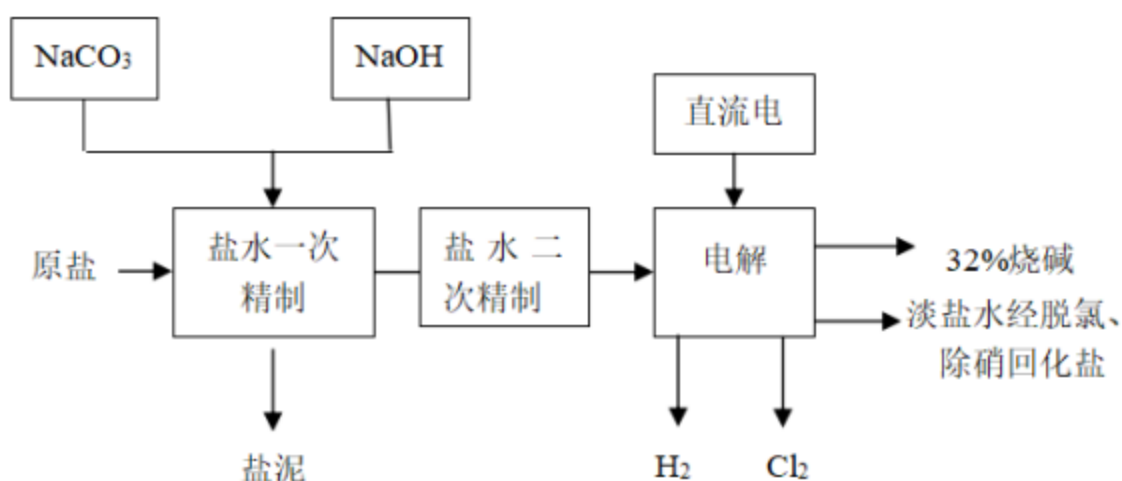 NaCO₃
NaOH
直流电
原盐
盐水一次
精制
盐 水 二
次精制
电解
32%烧碱
淡盐水经脱氯、
除硝回化盐
盐泥
H₂
Cl₂